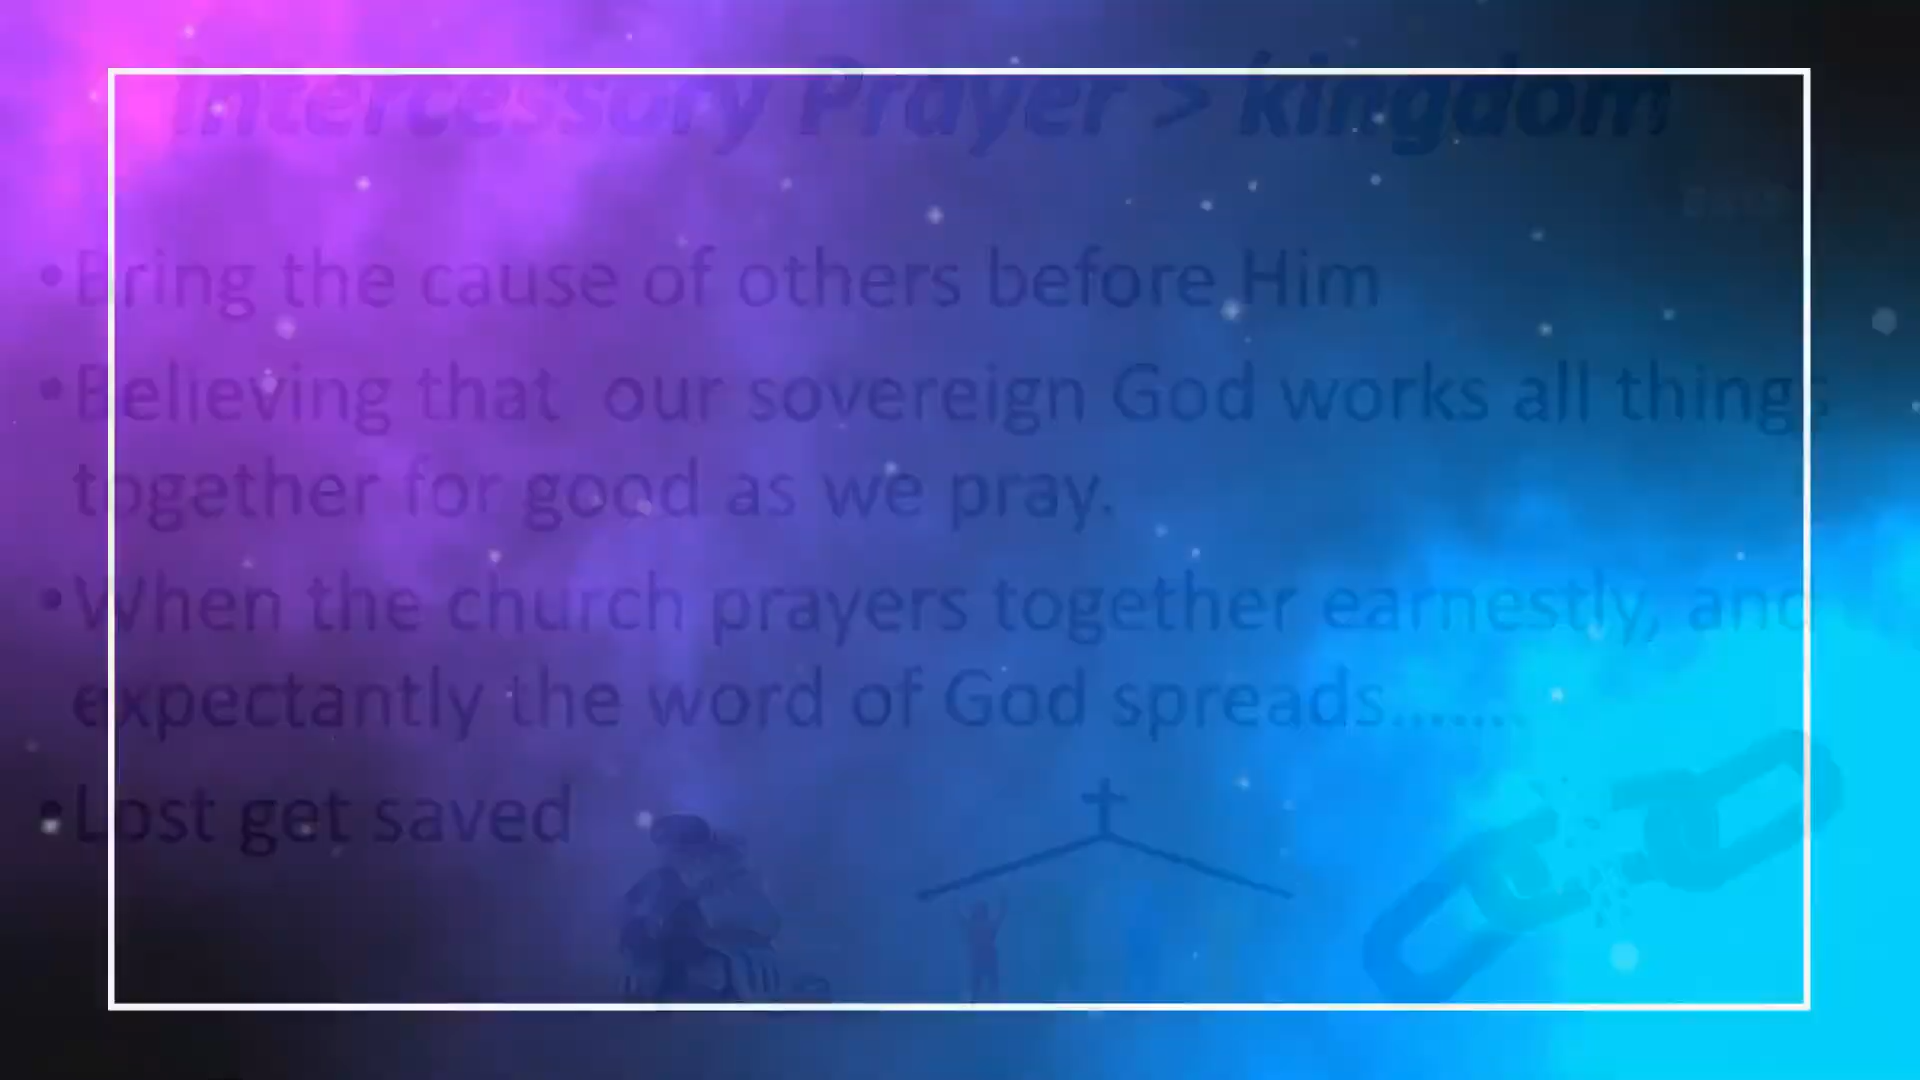 Intercessory Prayer > kingdom
•Bring the cause of others before Him
•Believing that our sovereign God works all things
together for good as we pray.
•When the church prayers together earnestly, and
expectantly the word of God spreads.......
•Lost get saved